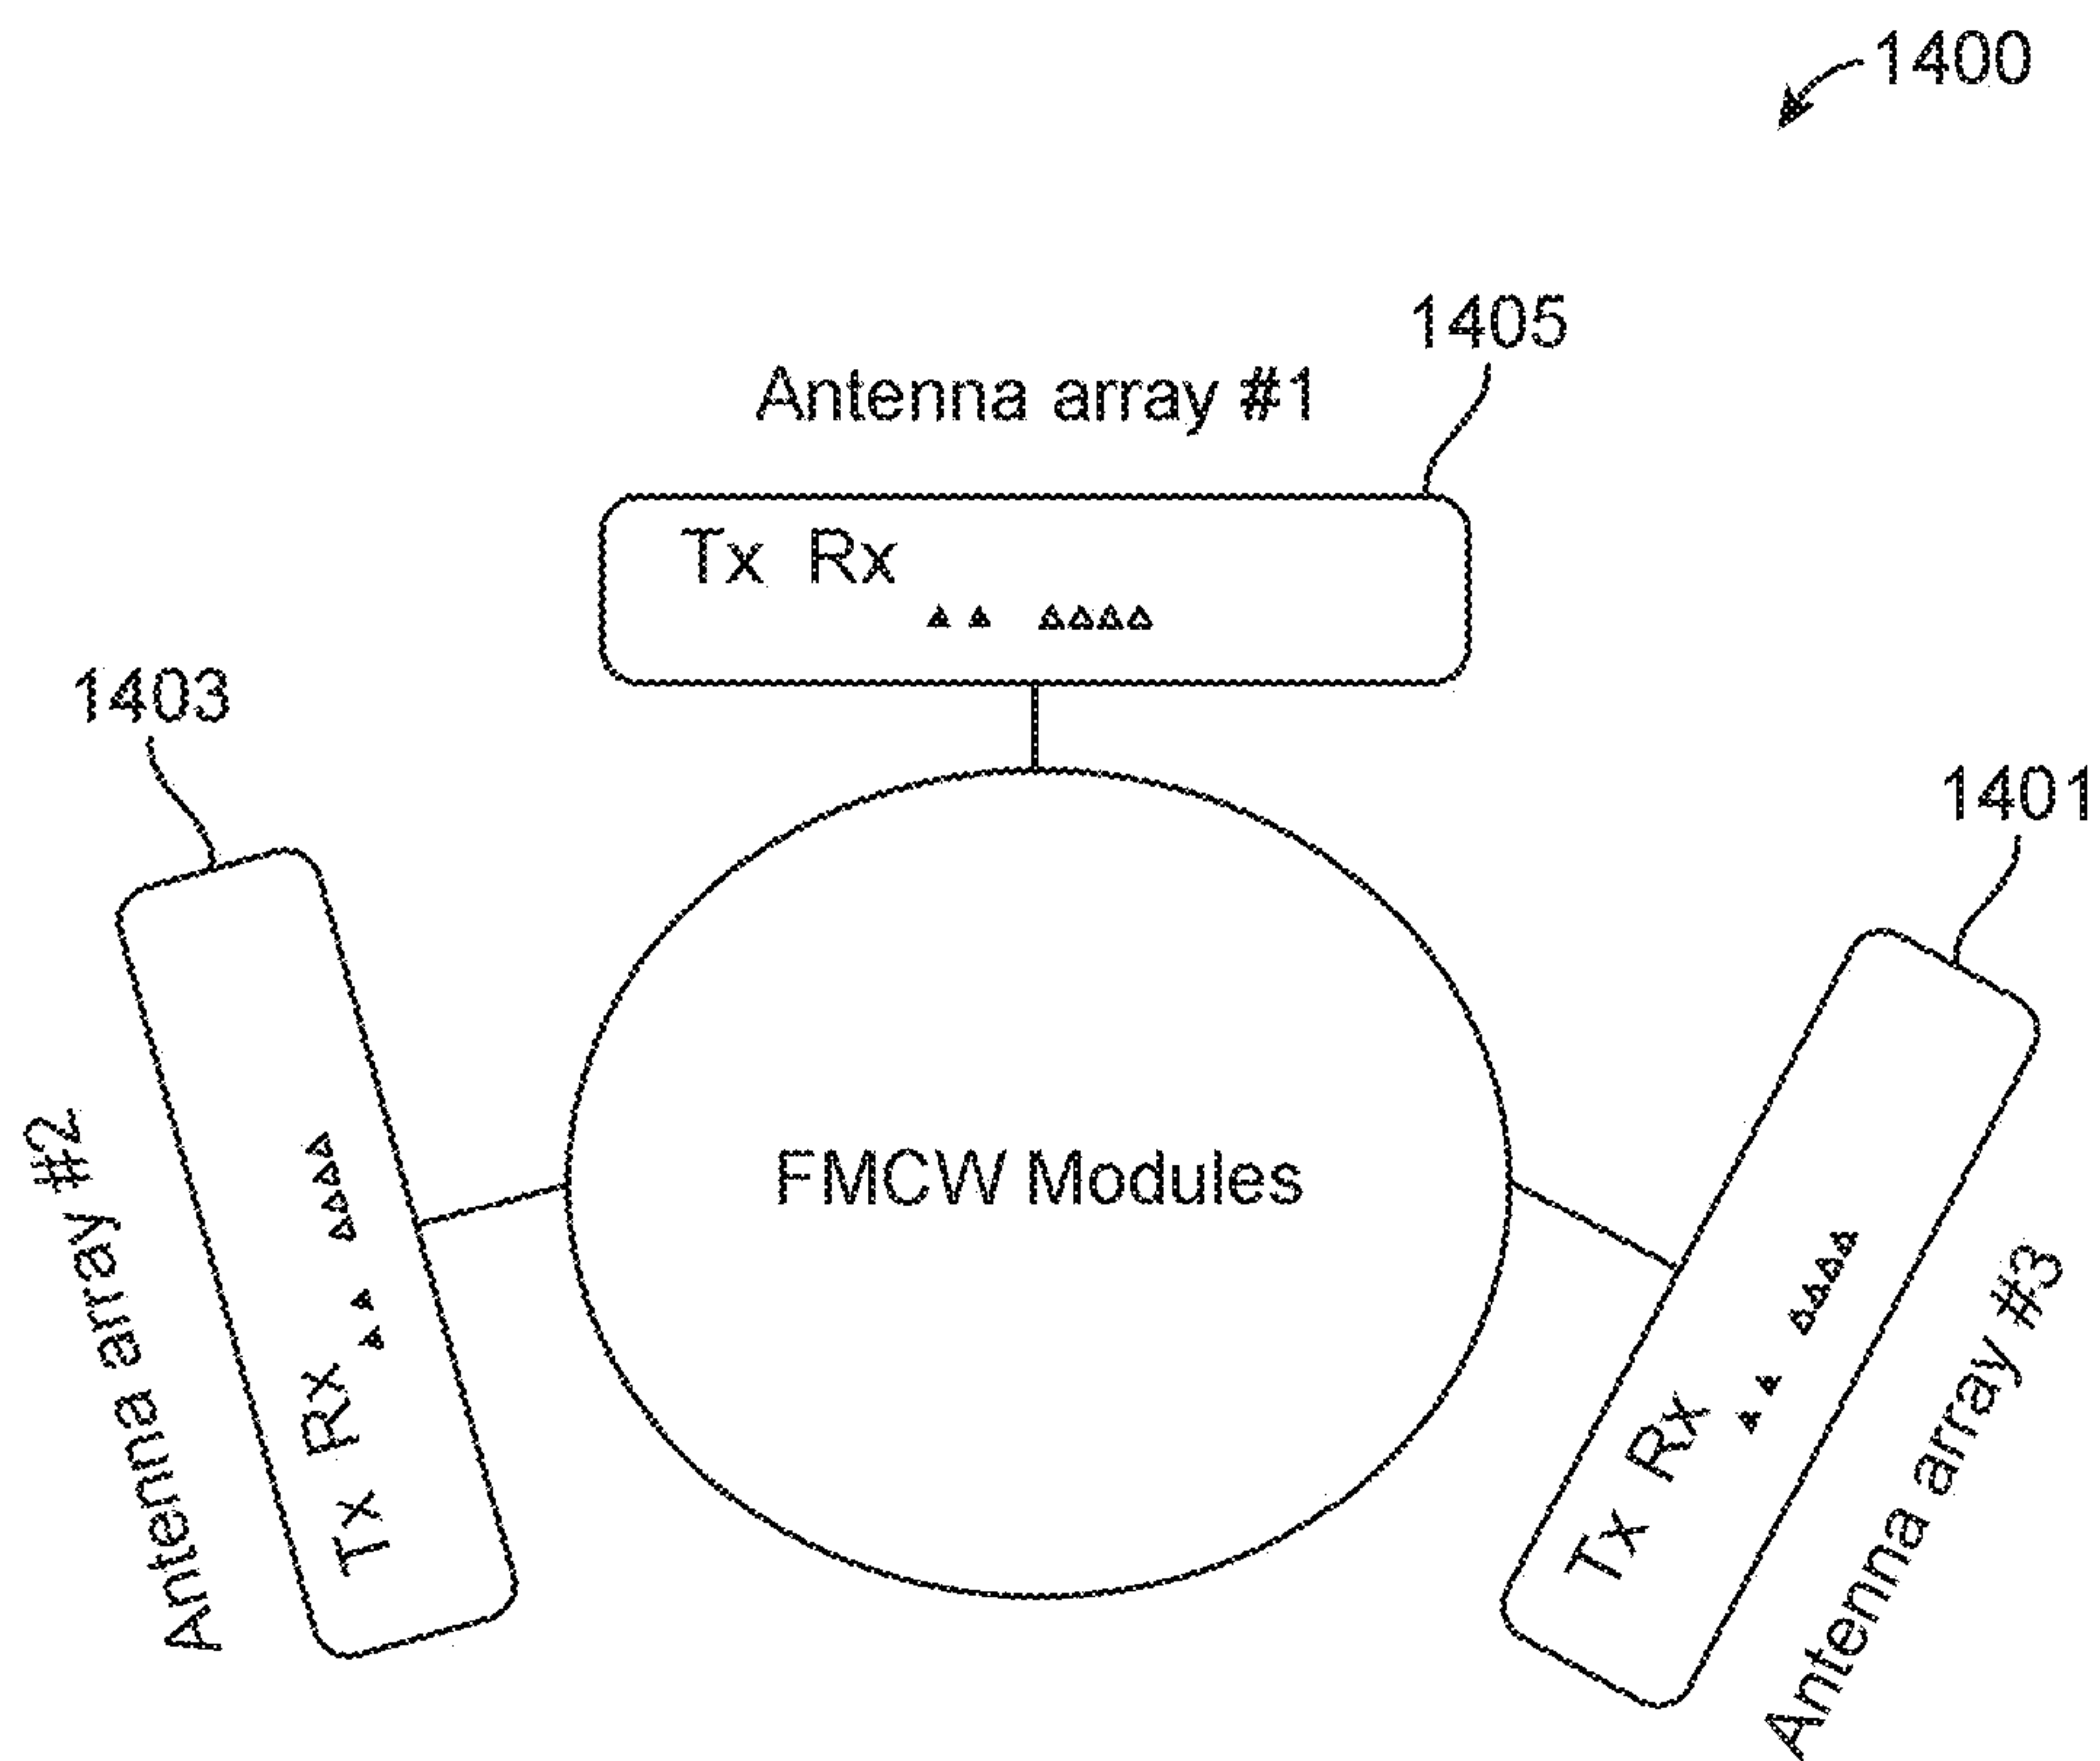 1400
1405
Antenna array #1
Tx Rx
1403
1401
Antenna array #2
Tx Rx
FMCW Modules
Tx Rx
Antenna array #3